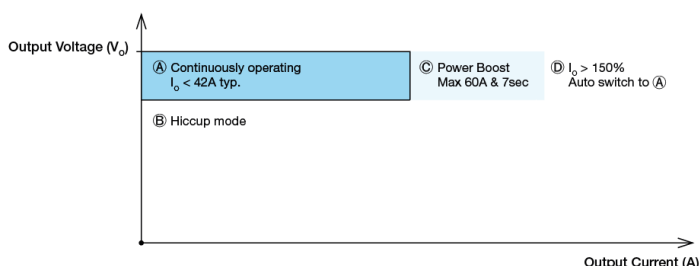 Output Voltage (Vo)
Ⓐ Continuously operating
Io < 42A typ.
Ⓒ Power Boost
Max 60A & 7sec
Ⓓ Io > 150%
Auto switch to Ⓐ
Ⓑ Hiccup mode
Output Current (A)